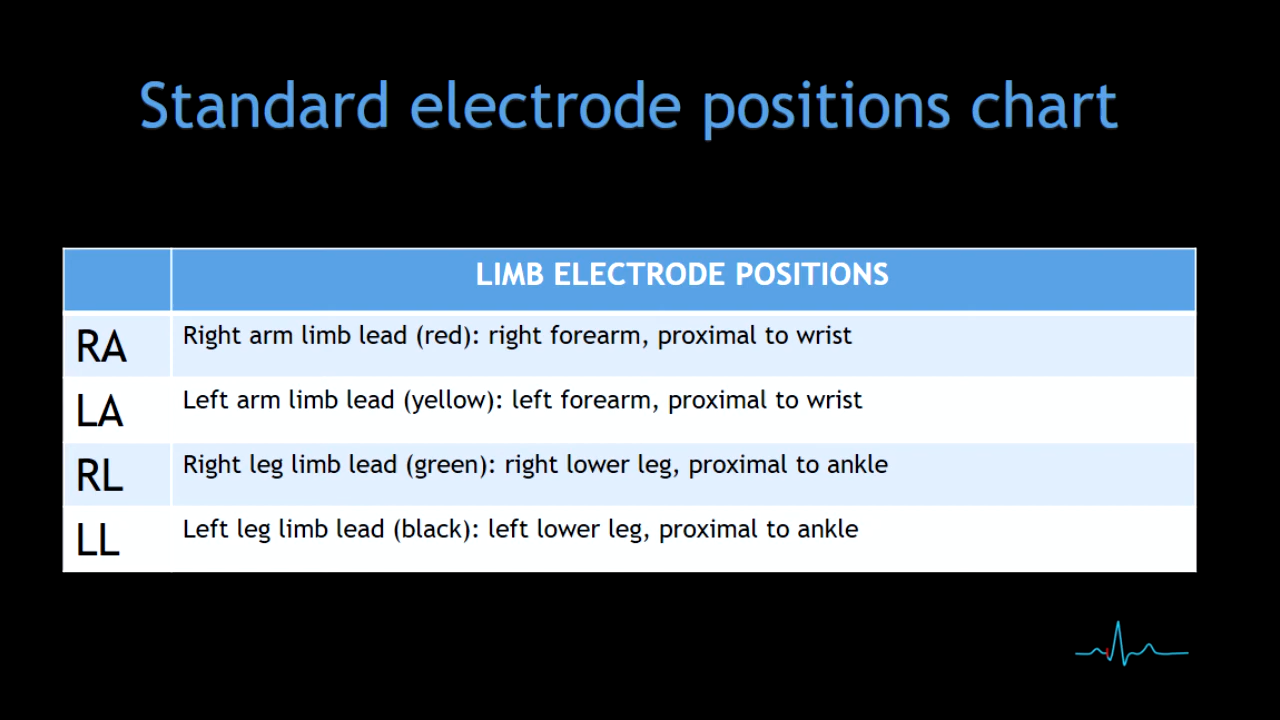 Standard electrode positions chart
LIMB ELECTRODE POSITIONS
RA Right arm limb lead (red): right forearm, proximal to wrist
LA Left arm limb lead (yellow): left forearm, proximal to wrist
RL Right leg limb lead (green): right lower leg, proximal to ankle
LL Left leg limb lead (black): left lower leg, proximal to ankle